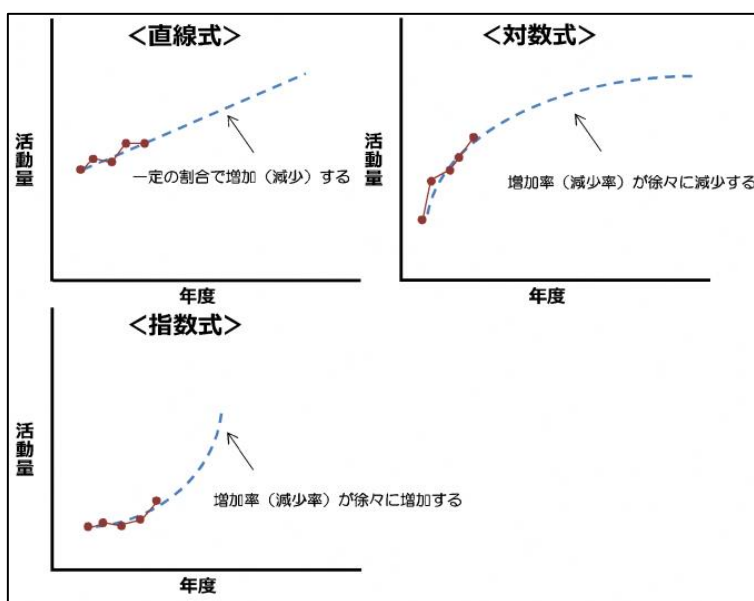 ＜直線式＞
活動量
一定の割合で増加（減少）する
年度
＜対数式＞
活動量
増加率（減少率）が徐々に減少する
年度
＜指数式＞
活動量
増加率（減少率）が徐々に増加する
年度